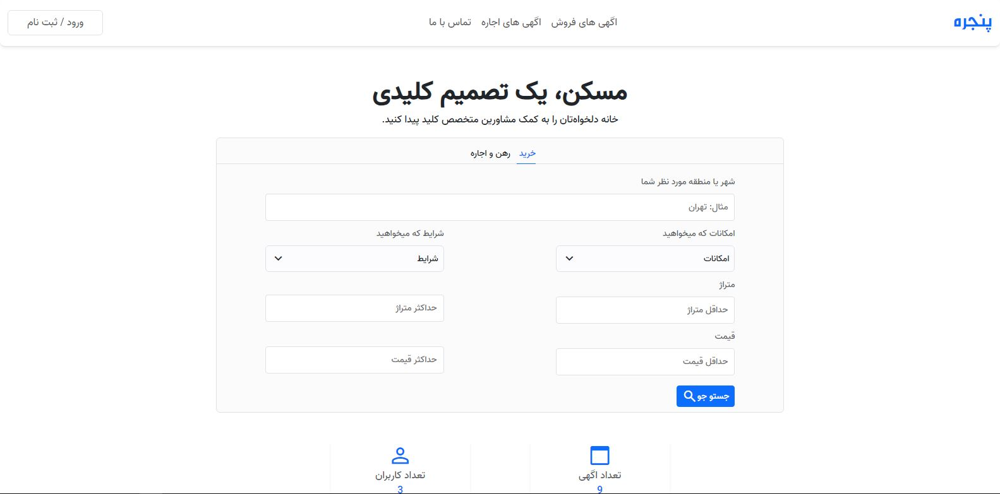 پنجره
اگهی های فروش اگهی های اجاره تماس با ما
ورود / ثبت نام
مسکن، یک تصمیم کلیدی
خانه دلخواه‌تان را به کمک مشاورین متخصص کلید پیدا کنید.
خرید رهن و اجاره
شهر یا منطقه مورد نظر شما
مثال: تهران
امکانات که میخواهید شرایط که میخواهید
امکانات شرایط
متراژ
حداقل متراژ حداکثر متراژ
قیمت
حداقل قیمت حداکثر قیمت
جستو جو
تعداد اگهی تعداد کاربران
9 3